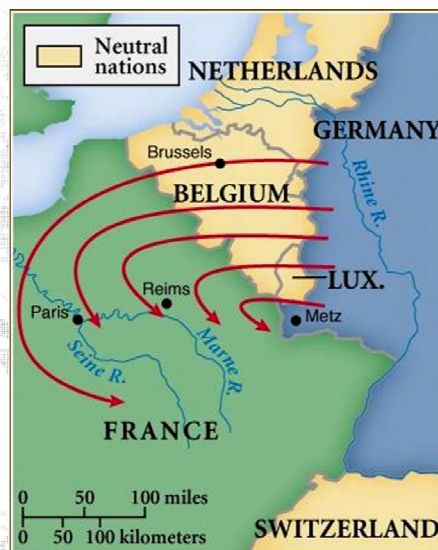 Neutral
nations
NETHERLANDS
GERMANY
Brussels
Rhine R.
BELGIUM
LUX.
Reims
Paris
Metz
Marne R.
Seine R.
FRANCE
0 50 100 miles
0 50 100 kilometers
SWITZERLAND